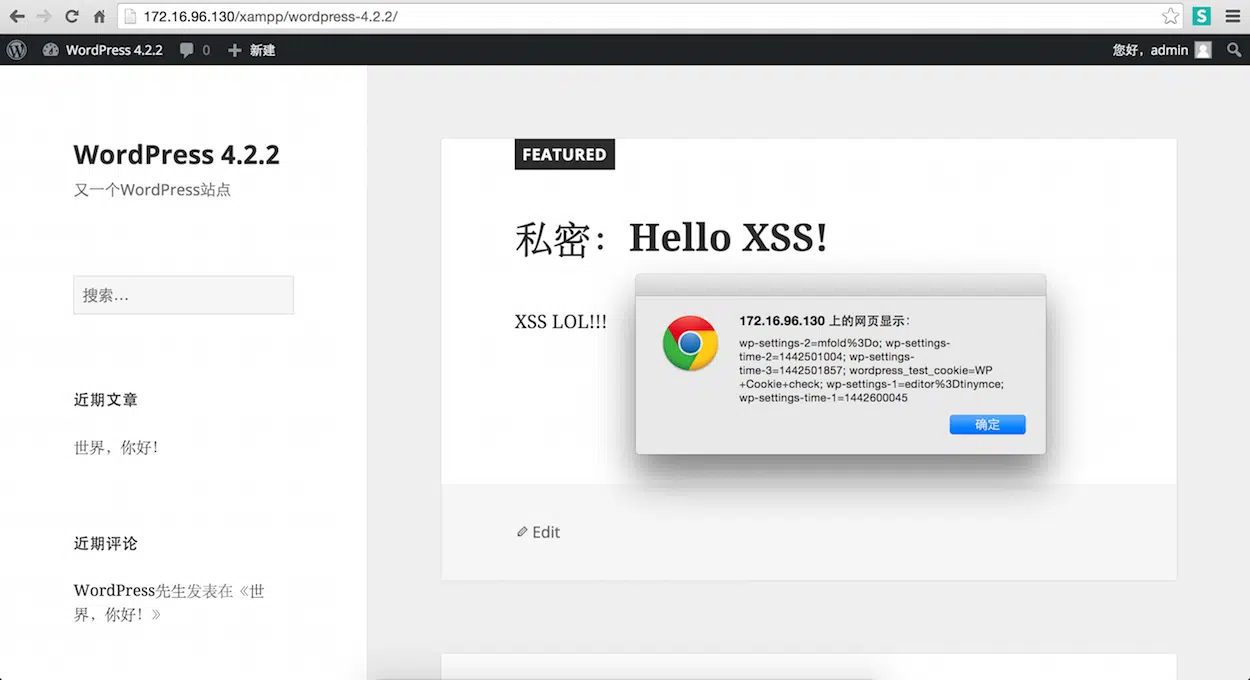 172.16.96.130/xampp/wordpress-4.2.2/
WordPress 4.2.2
0
新建
您好，admin
WordPress 4.2.2
又一个WordPress站点
搜索…
近期文章
世界，你好！
近期评论
WordPress先生发表在《世
界，你好！》
FEATURED
私密：Hello XSS!
XSS LOL!!!
172.16.96.130 上的网页显示：
wp-settings-2=mfold%3Do; wp-settings-
time-2=1442501004; wp-settings-
time-3=1442501857; wordpress_test_cookie=WP
+Cookie+check; wp-settings-1=editor%3Dtinymce;
wp-settings-time-1=1442600045
确定
Edit